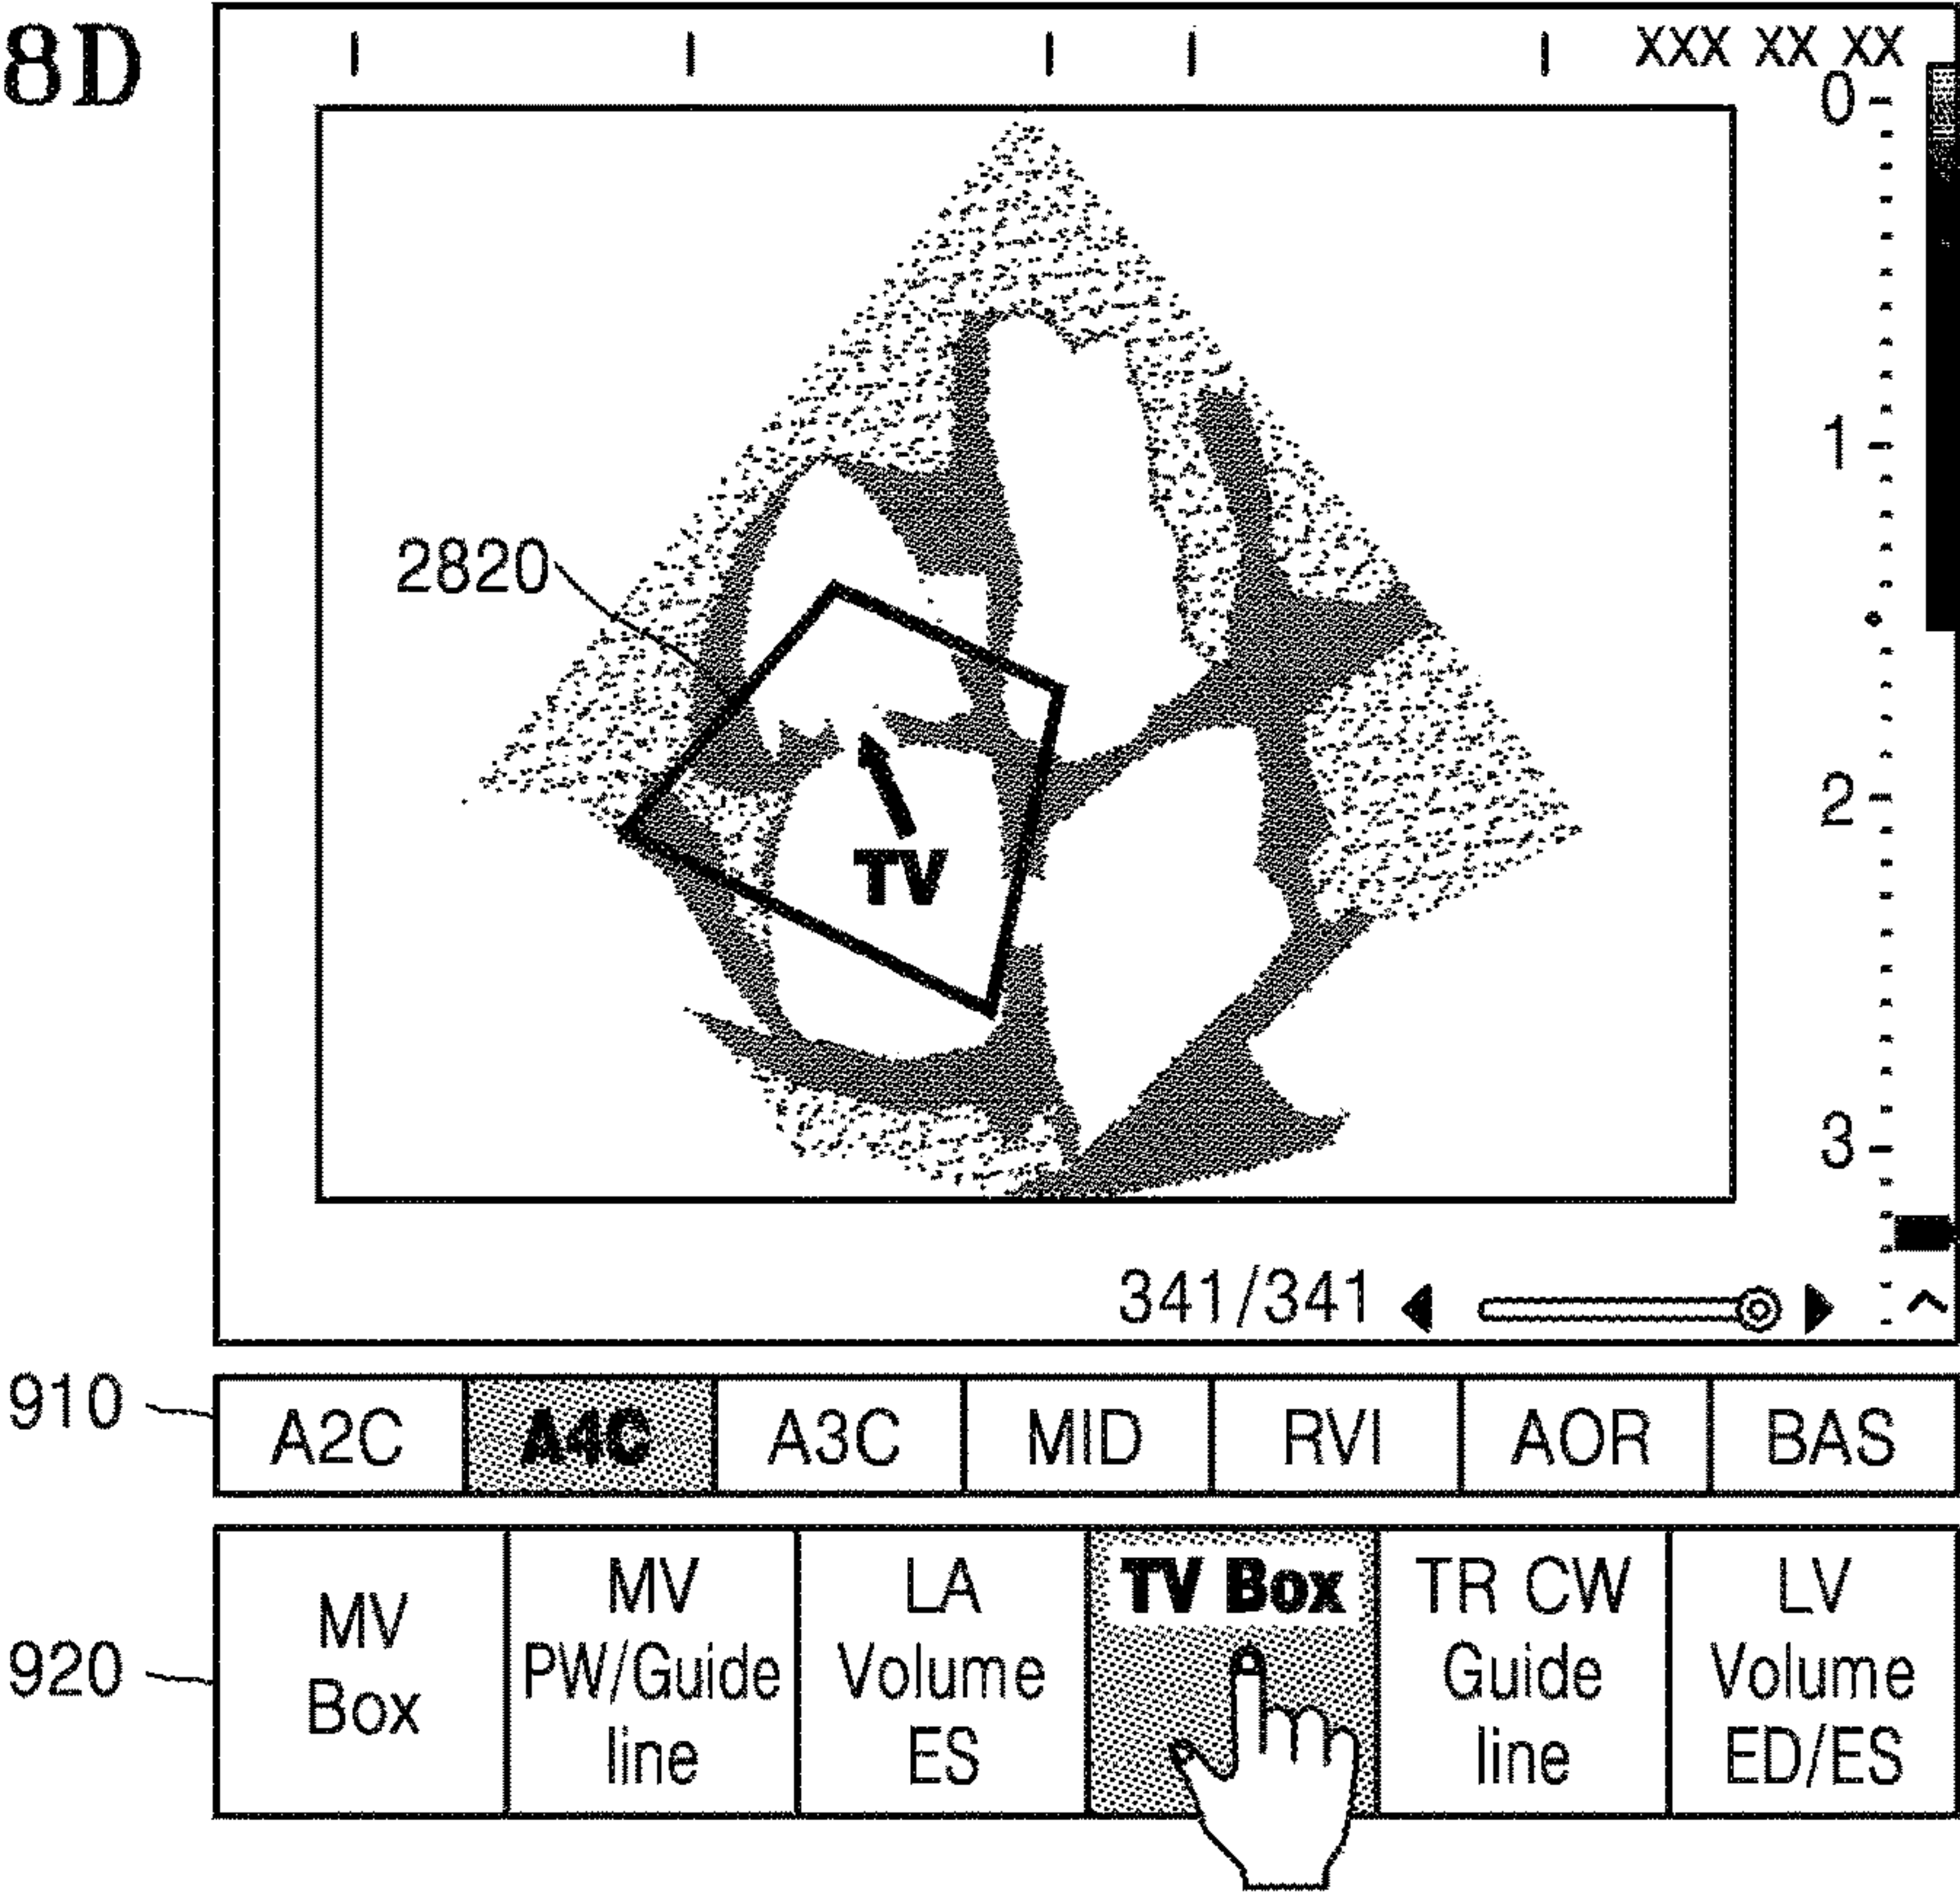 8D
XXX XX XX
0
1
2820
2
TV
3
341/341
910
A2C A4C A3C MID RVI AOR BAS
920
MV
Box
MV
PW/Guide
line
LA
Volume
ES
TV Box
TR CW
Guide
line
LV
Volume
ED/ES